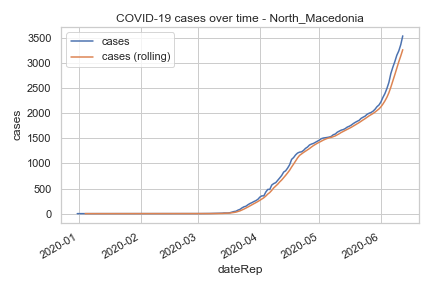 COVID-19 cases over time - North_Macedonia
cases
cases (rolling)
3500
3000
2500
2000
1500
1000
500
0
cases
2020-01
2020-02
2020-03
2020-04
2020-05
2020-06
dateRep